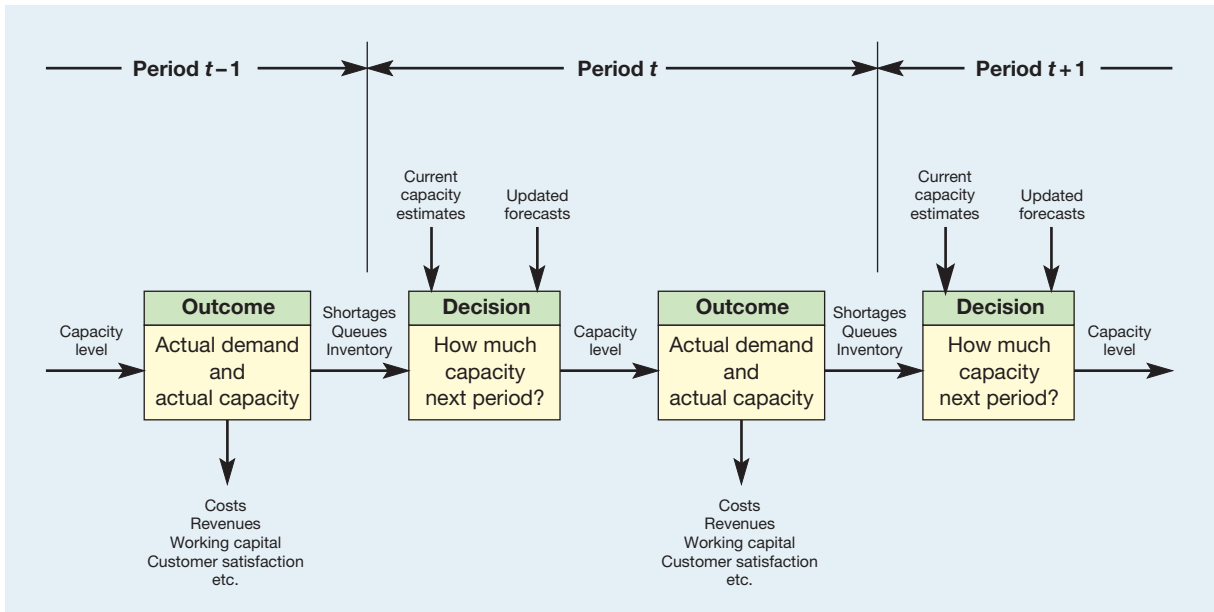 Period t – 1
Period t
Period t + 1
Current
capacity
estimates
Updated
forecasts
Current
capacity
estimates
Updated
forecasts
Capacity
level
Outcome
Actual demand
and
actual capacity
Shortages
Queues
Inventory
Decision
How much
capacity
next period?
Capacity
level
Outcome
Actual demand
and
actual capacity
Shortages
Queues
Inventory
Decision
How much
capacity
next period?
Capacity
level
Costs
Revenues
Working capital
Customer satisfaction
etc.
Costs
Revenues
Working capital
Customer satisfaction
etc.